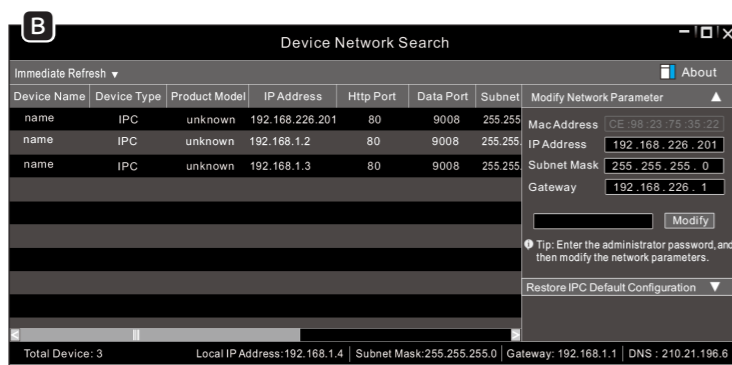 B
Device Network Search
Immediate Refresh ▼ About
Device Name Device Type Product Model IP Address Http Port Data Port Subnet
name IPC unknown 192.168.226.201 80 9008 255.255
name IPC unknown 192.168.1.2 80 9008 255.255.
name IPC unknown 192.168.1.3 80 9008 255.255.
Modify Network Parameter ▲
Mac Address CE:98:23:75:35:22
IP Address 192.168.226.201
Subnet Mask 255.255.255.0
Gateway 192.168.226.1
Modify
Tip: Enter the administrator password, and
then modify the network parameters.
Restore IPC Default Configuration ▼
Total Device: 3 Local IP Address:192.168.1.4 Subnet Mask:255.255.255.0 Gateway: 192.168.1.1 DNS : 210.21.196.6